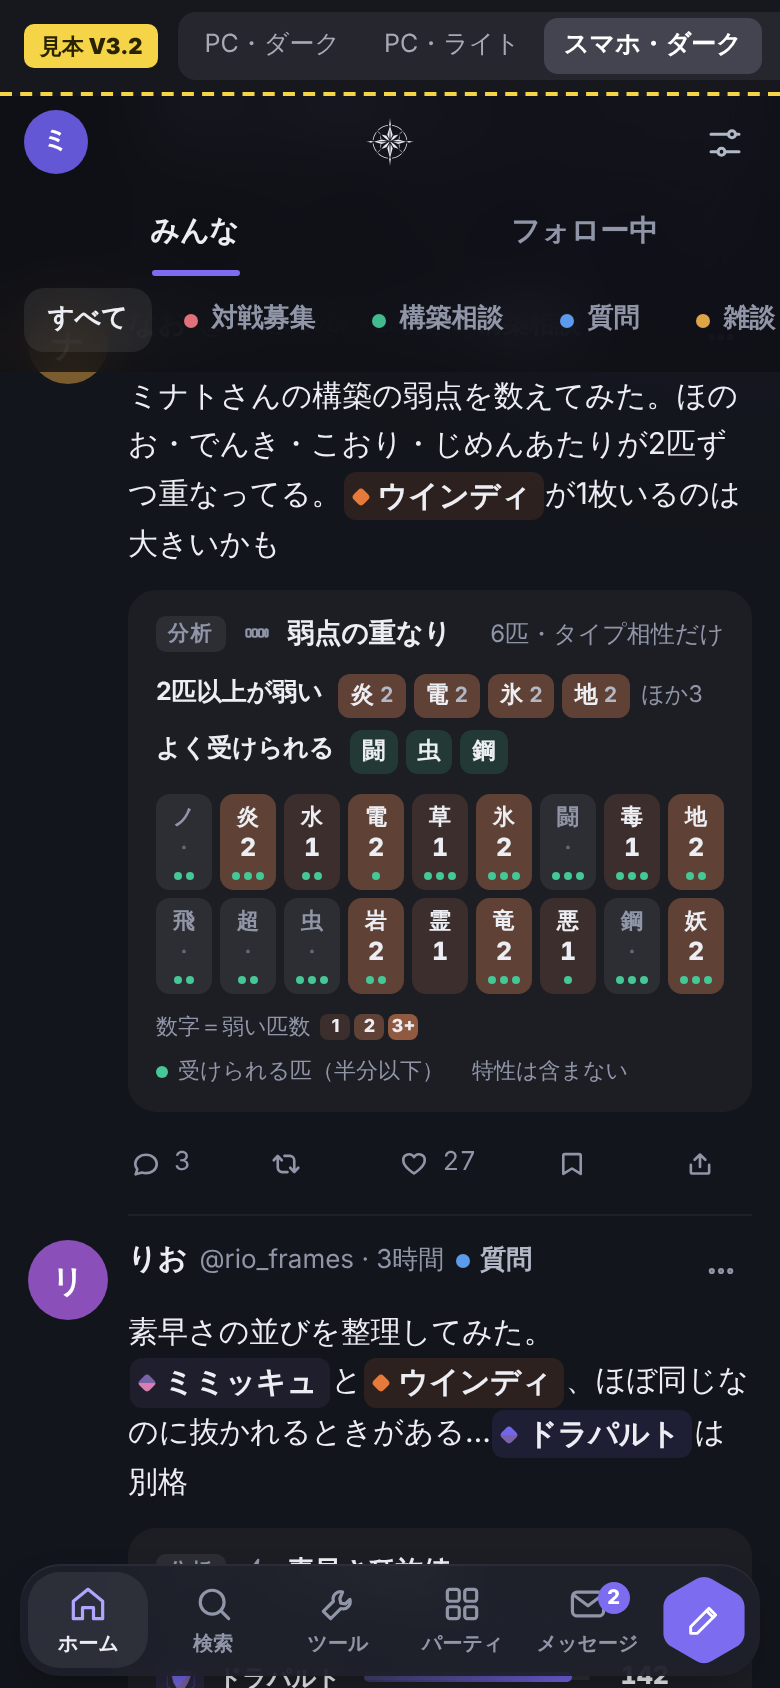 見本 V3.2
PC・ダーク PC・ライト スマホ・ダーク
ミ
みんな フォロー中
すべて 対戦募集 構築相談 質問 雑談
ミナトさんの構築の弱点を数えてみた。ほの
お・でんき・こおり・じめんあたりが2匹ず
つ重なってる。 ウインディ が1枚いるのは
大きいかも
分析 弱点の重なり 6匹・タイプ相性だけ
2匹以上が弱い 炎 2 電 2 氷 2 地 2 ほか3
よく受けられる 闘 虫 鋼
ノ 炎 水 電 草 氷 闘 毒 地
・ 2 1 2 1 2 ・ 1 2
飛 超 虫 岩 霊 竜 悪 鋼 妖
・ ・ ・ 2 1 2 1 ・ 2
数字＝弱い匹数 1 2 3+
受けられる匹（半分以下） 特性は含まない
3 27
リ りお @rio_frames · 3時間 質問
素早さの並びを整理してみた。
ミミッキュ と ウインディ 、ほぼ同じな
のに抜かれるときがある… ドラパルト は
別格
ホーム 検索 ツール パーティ メッセージ 2
ドラパルト 142